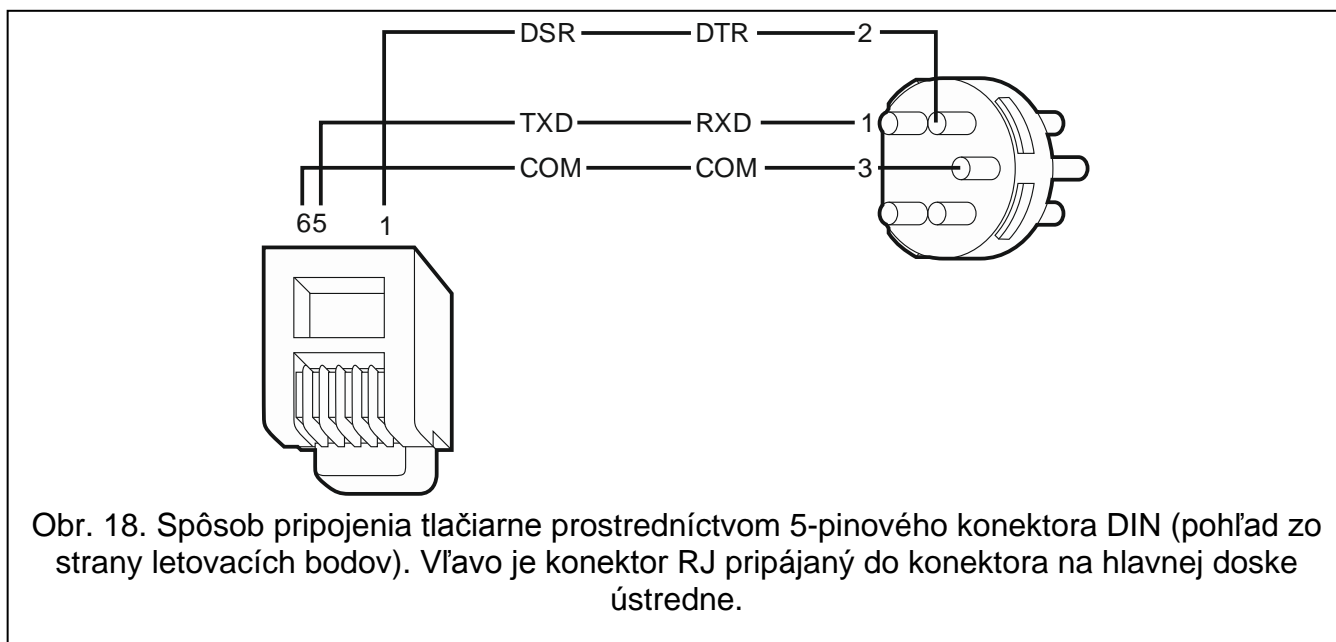 DSR DTR 2
TXD RXD 1
COM COM 3
65 1
Obr. 18. Spôsob pripojenia tlačiarne prostredníctvom 5-pinového konektora DIN (pohľad zo
strany letovacích bodov). Vľavo je konektor RJ pripájaný do konektora na hlavnej doske
ústredne.